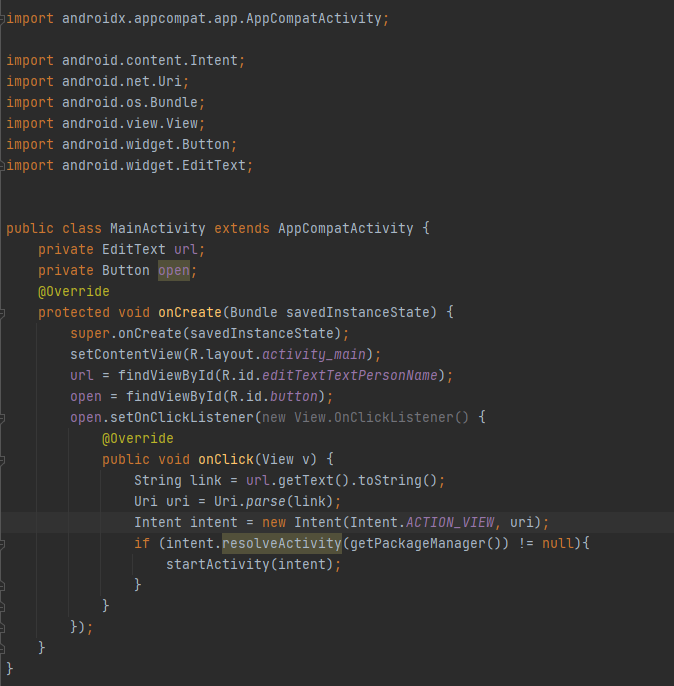 import androidx.appcompat.app.AppCompatActivity;
import android.content.Intent;
import android.net.Uri;
import android.os.Bundle;
import android.view.View;
import android.widget.Button;
import android.widget.EditText;
public class MainActivity extends AppCompatActivity {
    private EditText url;
    private Button open;
    @Override
    protected void onCreate(Bundle savedInstanceState) {
        super.onCreate(savedInstanceState);
        setContentView(R.layout.activity_main);
        url = findViewById(R.id.editTextTextPersonName);
        open = findViewById(R.id.button);
        open.setOnClickListener(new View.OnClickListener() {
            @Override
            public void onClick(View v) {
                String link = url.getText().toString();
                Uri uri = Uri.parse(link);
                Intent intent = new Intent(Intent.ACTION_VIEW, uri);
                if (intent.resolveActivity(getPackageManager()) != null){
                    startActivity(intent);
                }
            }
        });
    }
}